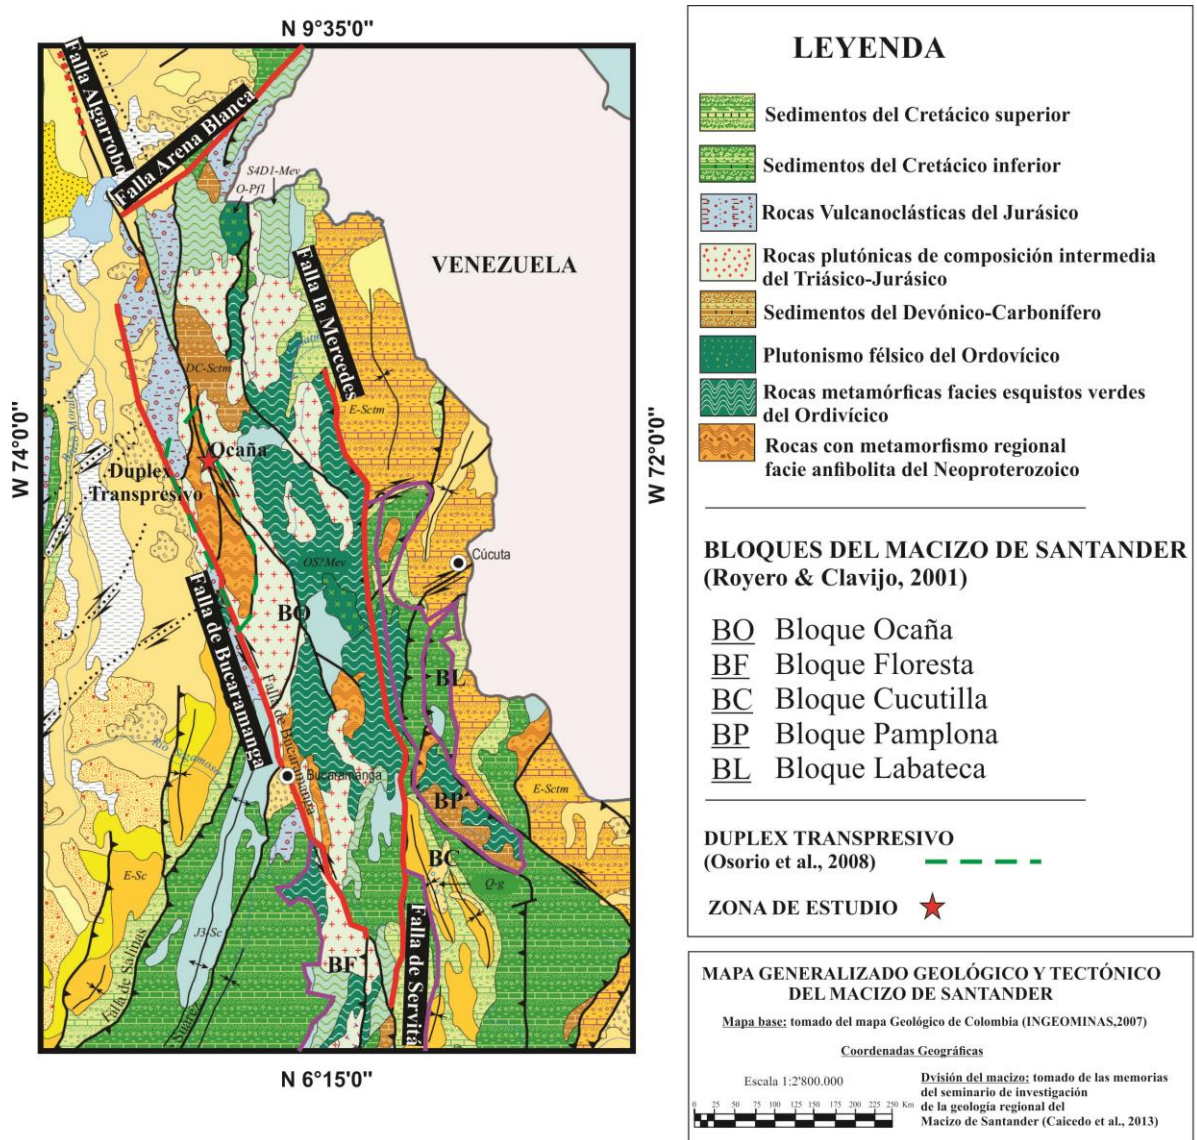 N 9°35'0"
W 74°0'0"
W 72°0'0"
N 6°15'0"
Falla Algarrobo
Falla Arena Blanca
S4D1-Mev
O-Pf1
VENEZUELA
Falla la Mercedes
DC-Sctm
E-Sctm
Ocaña
Duplex
Transpresivo
Cúcuta
OS?Mev
BO
Falla de Bucaramanga
Falla de Bucaramanga
BL
Bucaramanga
BP
E-Sctm
BC
Q-g
E-Sc
J3-Sc
Falla de Salinas
BF
Falla de Servitá
LEYENDA
Sedimentos del Cretácico superior
Sedimentos del Cretácico inferior
Rocas Vulcanoclásticas del Jurásico
Rocas plutónicas de composición intermedia
del Triásico-Jurásico
Sedimentos del Devónico-Carbonífero
Plutonismo félsico del Ordovícico
Rocas metamórficas facies esquistos verdes
del Ordivícico
Rocas con metamorfismo regional
facie anfibolita del Neoproterozoico
BLOQUES DEL MACIZO DE SANTANDER
(Royero & Clavijo, 2001)
BO Bloque Ocaña
BF Bloque Floresta
BC Bloque Cucutilla
BP Bloque Pamplona
BL Bloque Labateca
DUPLEX TRANSPRESIVO
(Osorio et al., 2008)
ZONA DE ESTUDIO
MAPA GENERALIZADO GEOLÓGICO Y TECTÓNICO
DEL MACIZO DE SANTANDER
Mapa base: tomado del mapa Geológico de Colombia (INGEOMINAS,2007)
Coordenadas Geográficas
Escala 1:2'800.000
0 25 50 75 100 125 150 175 200 225 250 Km
Dvisión del macizo: tomado de las memorias
del seminario de investigación
de la geología regional del
Macizo de Santander (Caicedo et al., 2013)